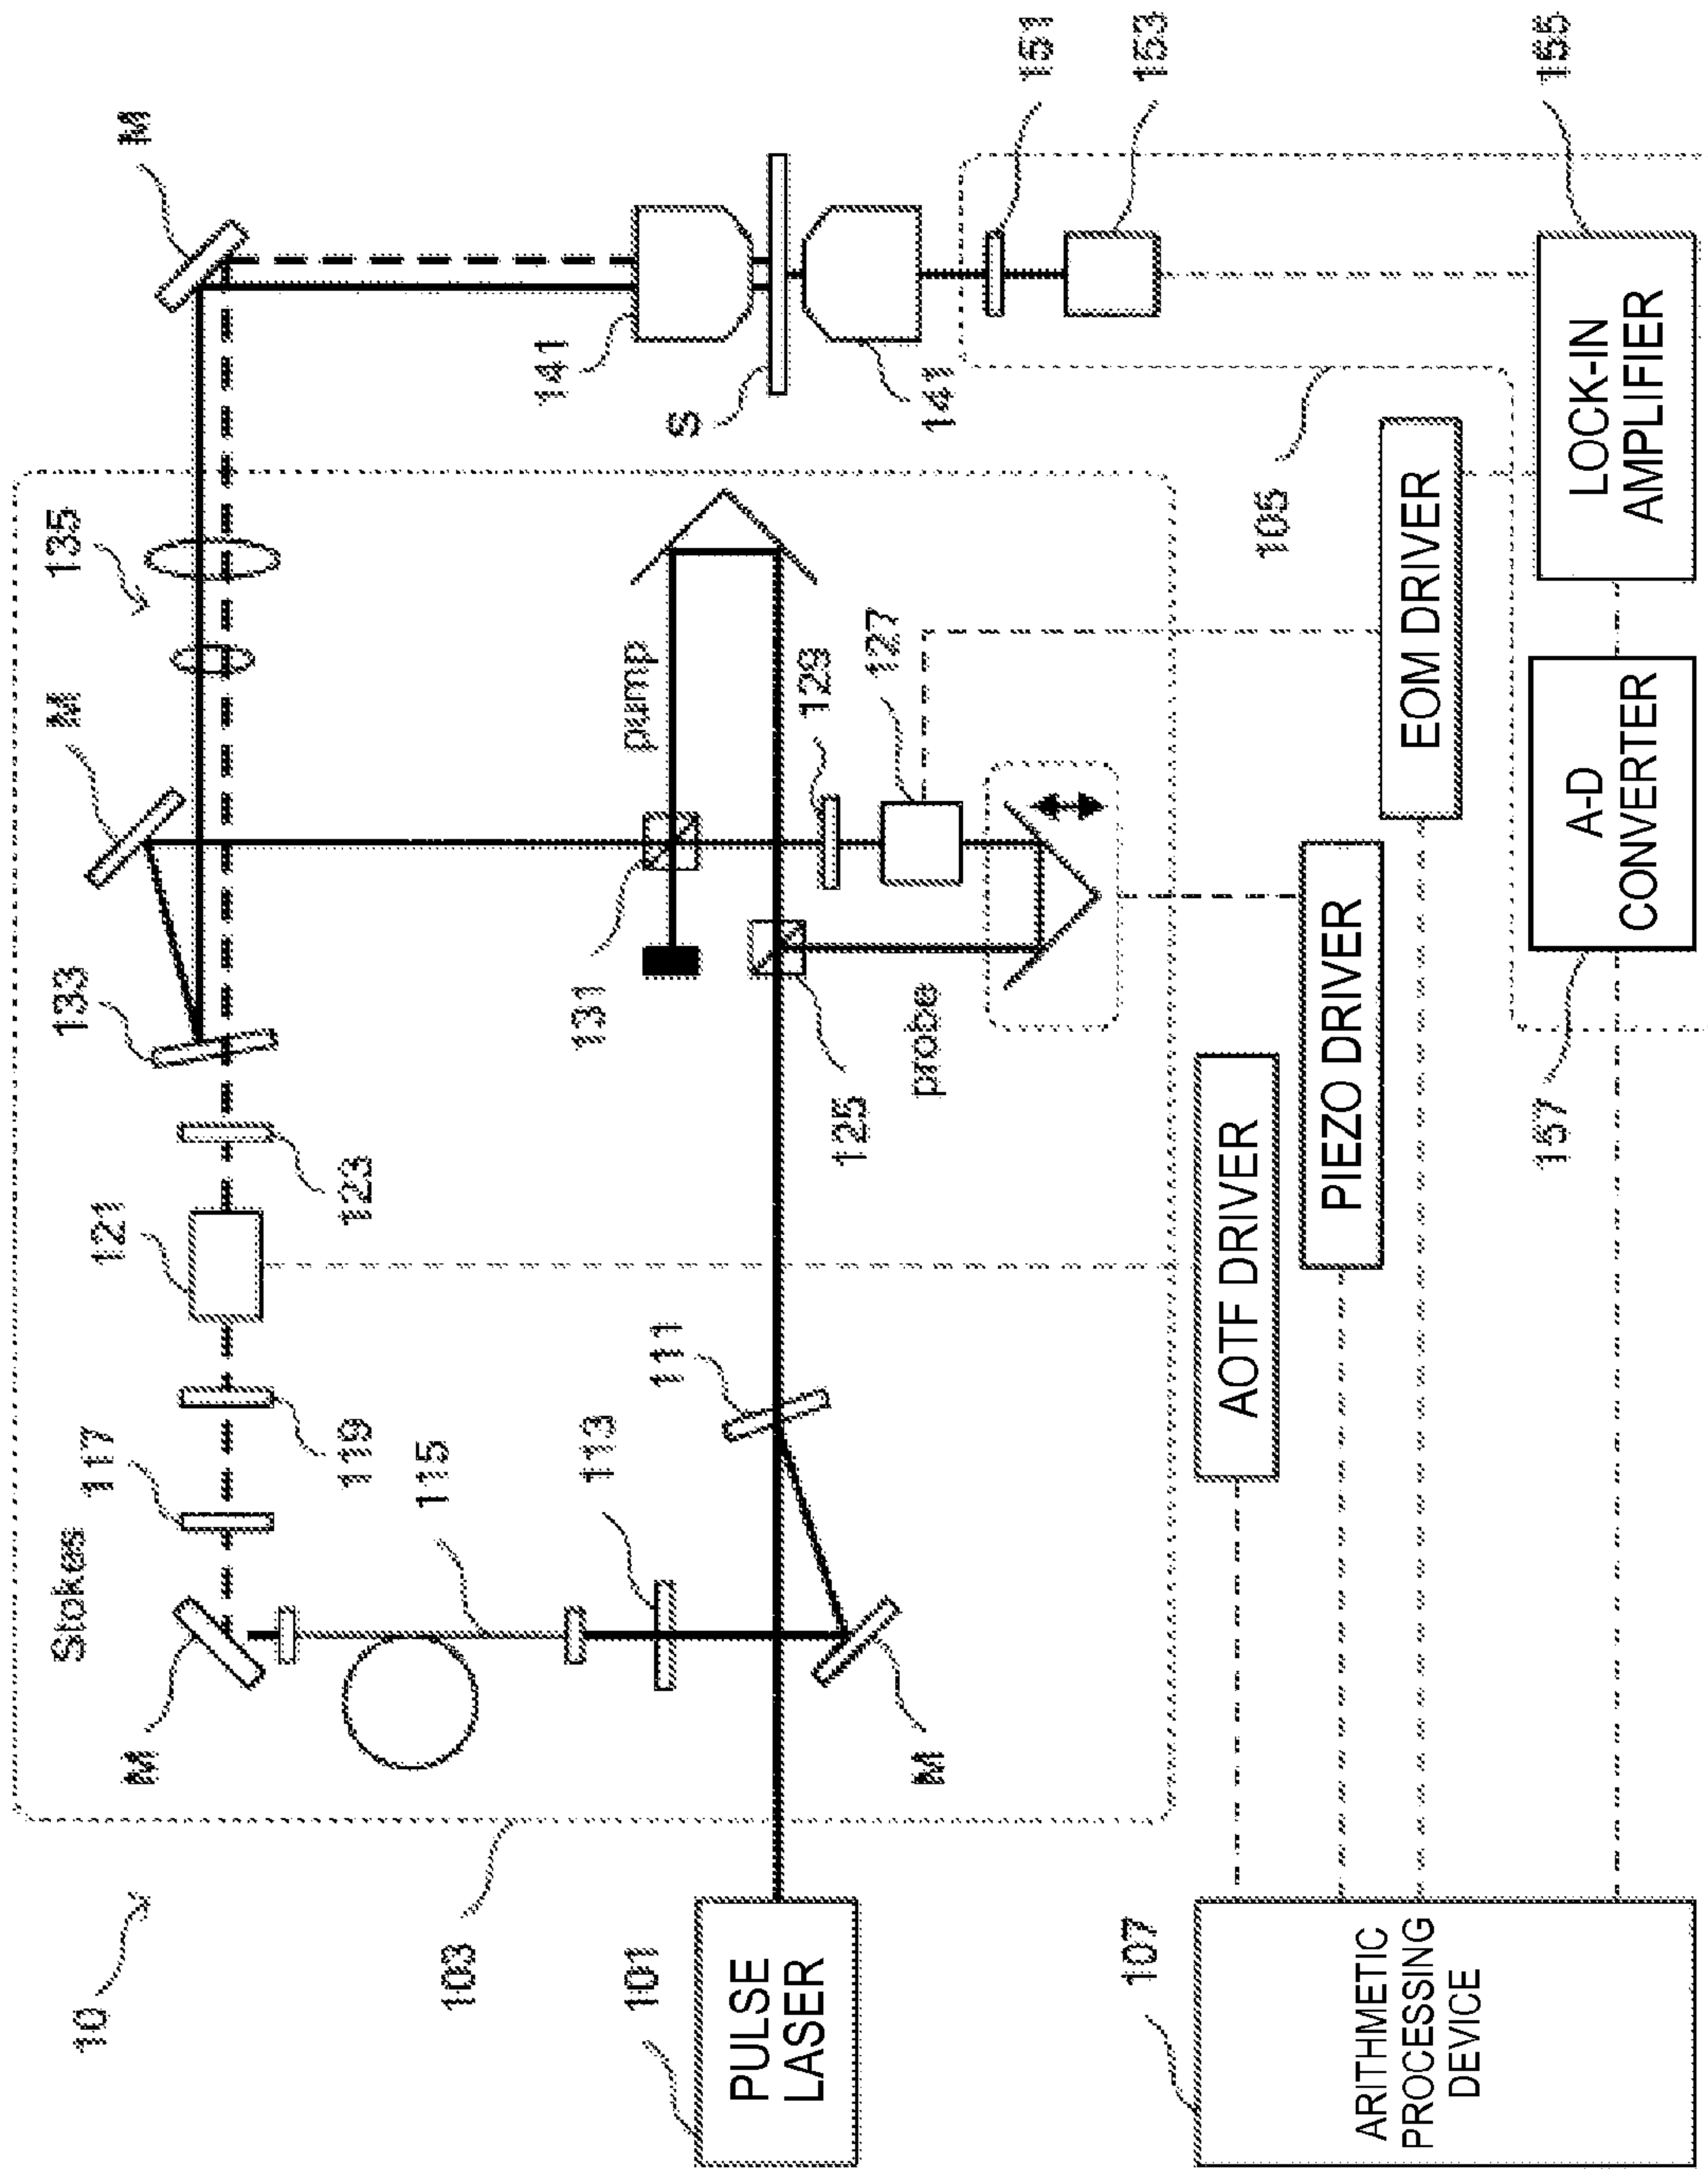 10
103
Stokes
M
117
119
121
123
133
M
135
M
115
113
111
M
131
pump
125
probe
129
127
141
S
141
151
153
105
155
101
PULSE
LASER
107
ARITHMETIC
PROCESSING
DEVICE
AOTF DRIVER
PIEZO DRIVER
EOM DRIVER
157
A-D
CONVERTER
LOCK-IN
AMPLIFIER